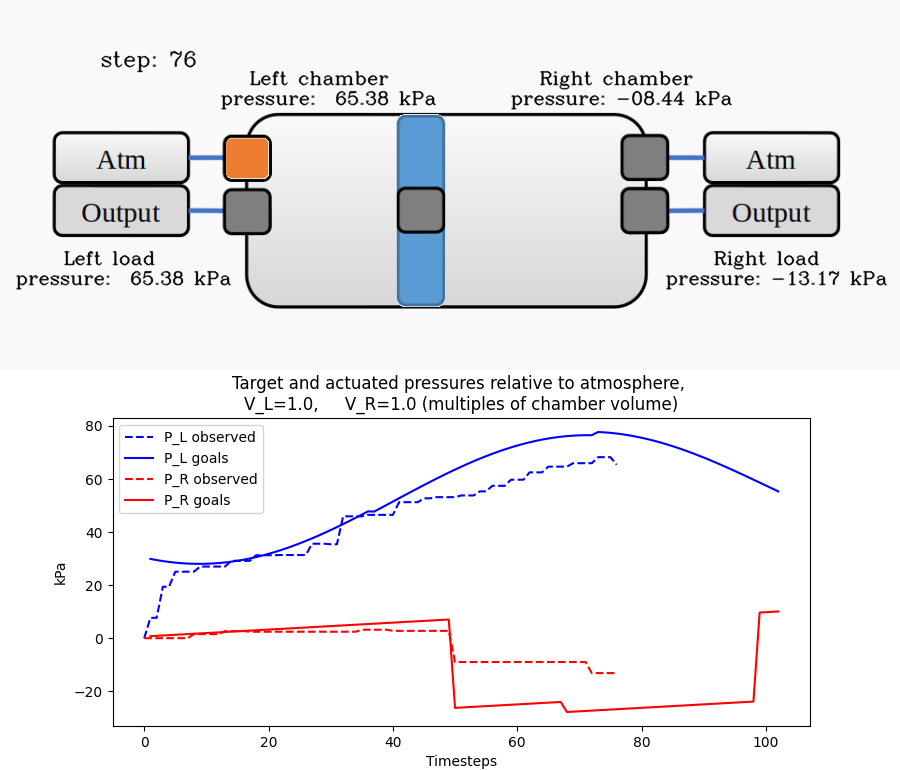 step: 76
Left chamber
pressure: 65.38 kPa
Right chamber
pressure: −08.44 kPa
Atm
Output
Atm
Output
Left load
pressure: 65.38 kPa
Right load
pressure: −13.17 kPa
Target and actuated pressures relative to atmosphere,
V_L=1.0, V_R=1.0 (multiples of chamber volume)
P_L observed
P_L goals
P_R observed
P_R goals
kPa
80
60
40
20
0
−20
0 20 40 60 80 100
Timesteps